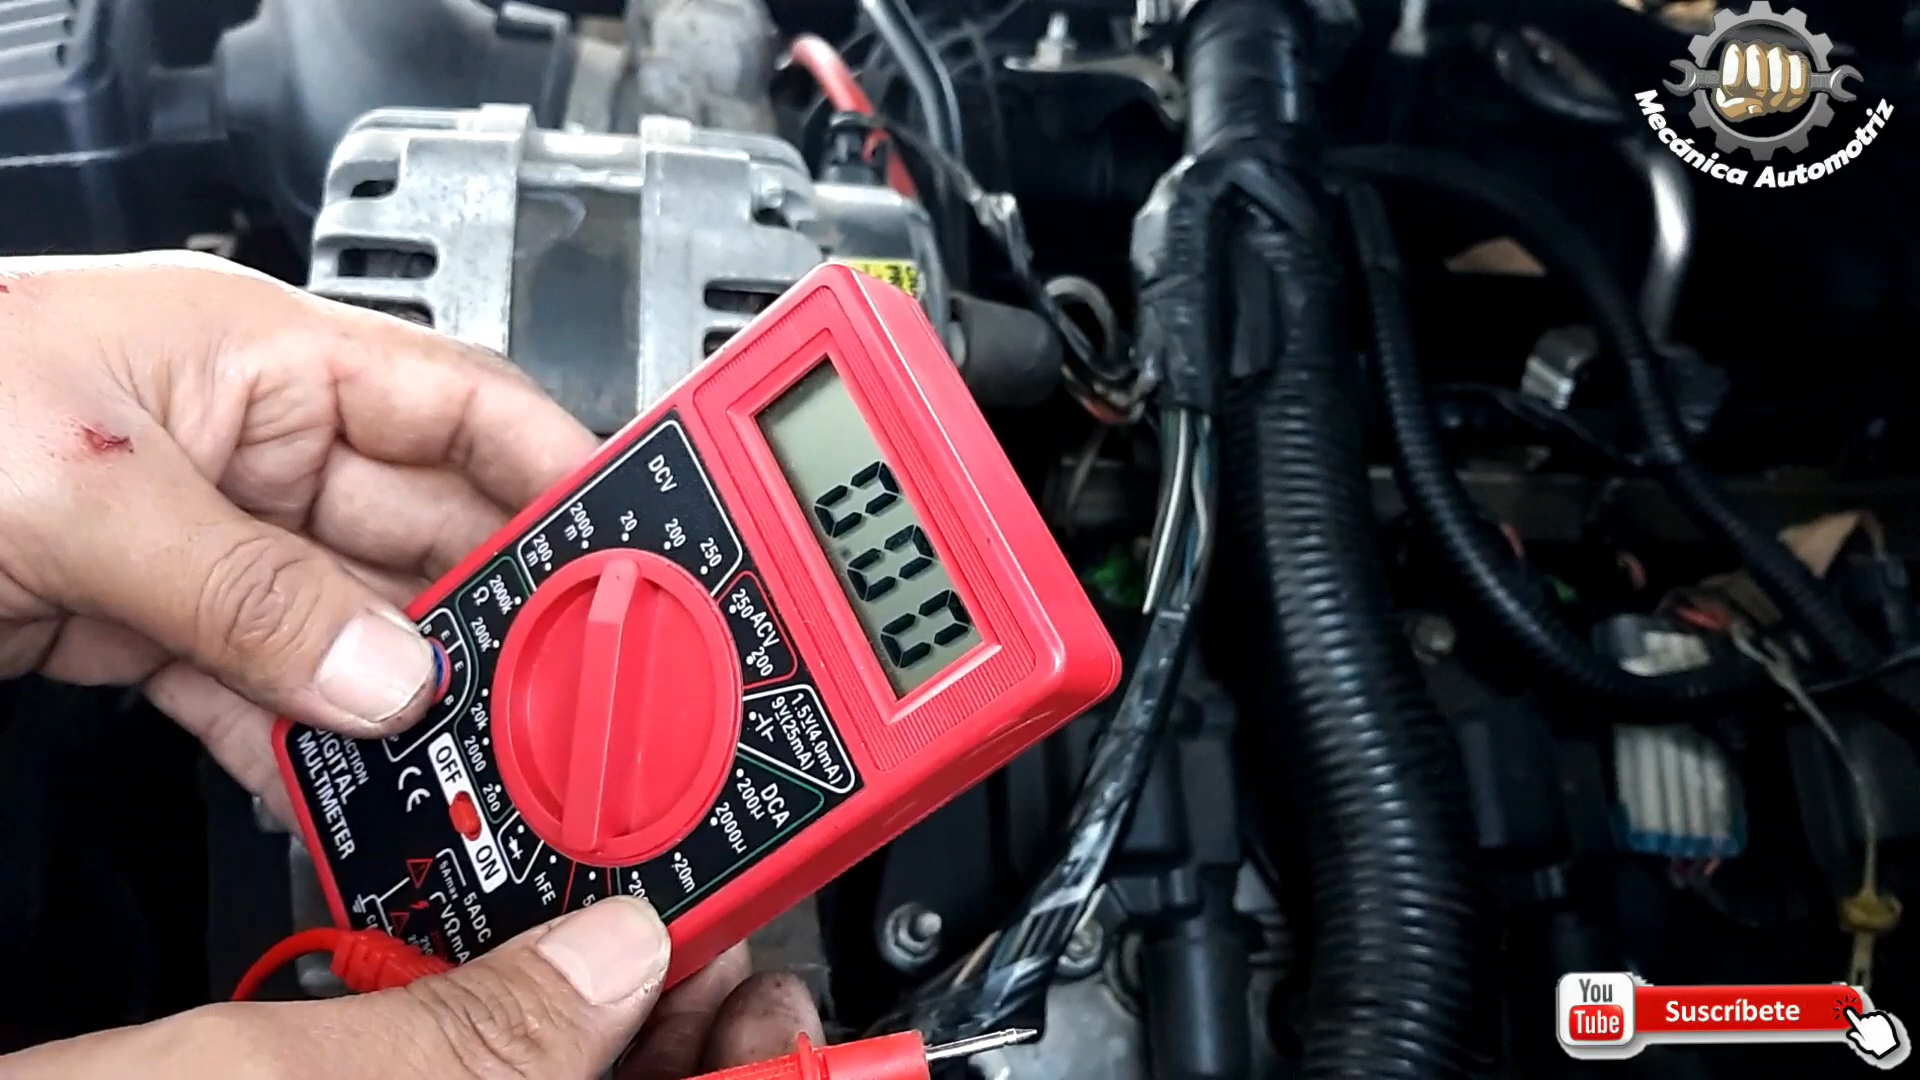 Mecánica Automotriz
DCV
200
m
2000
m
20
200
250
250
ACV
200
2000k
Ω
200k
20k
2000
200
B
E
E
B
1.5V(4.0mA)
9V(25mA)
DCA
200µ
2000µ
20m
hFE
000
OFF
ON
CE
DIGITAL
MULTIMETER
5ADC
VΩmA
You
Tube
Suscríbete